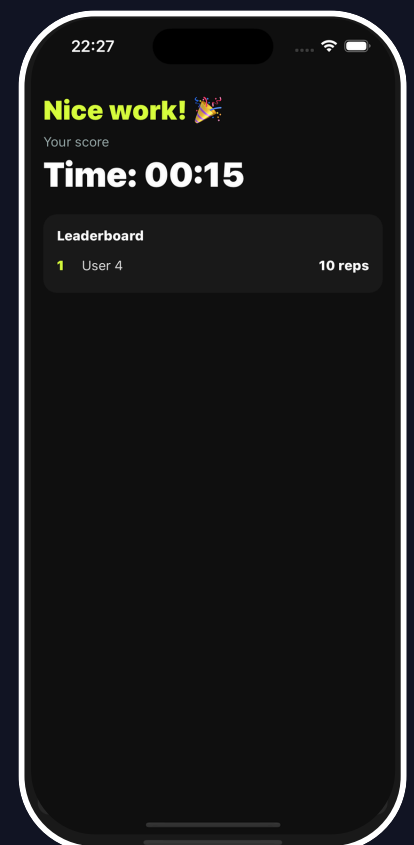 22:27
Nice work! 🎉
Your score
Time: 00:15
Leaderboard
1 User 4 10 reps